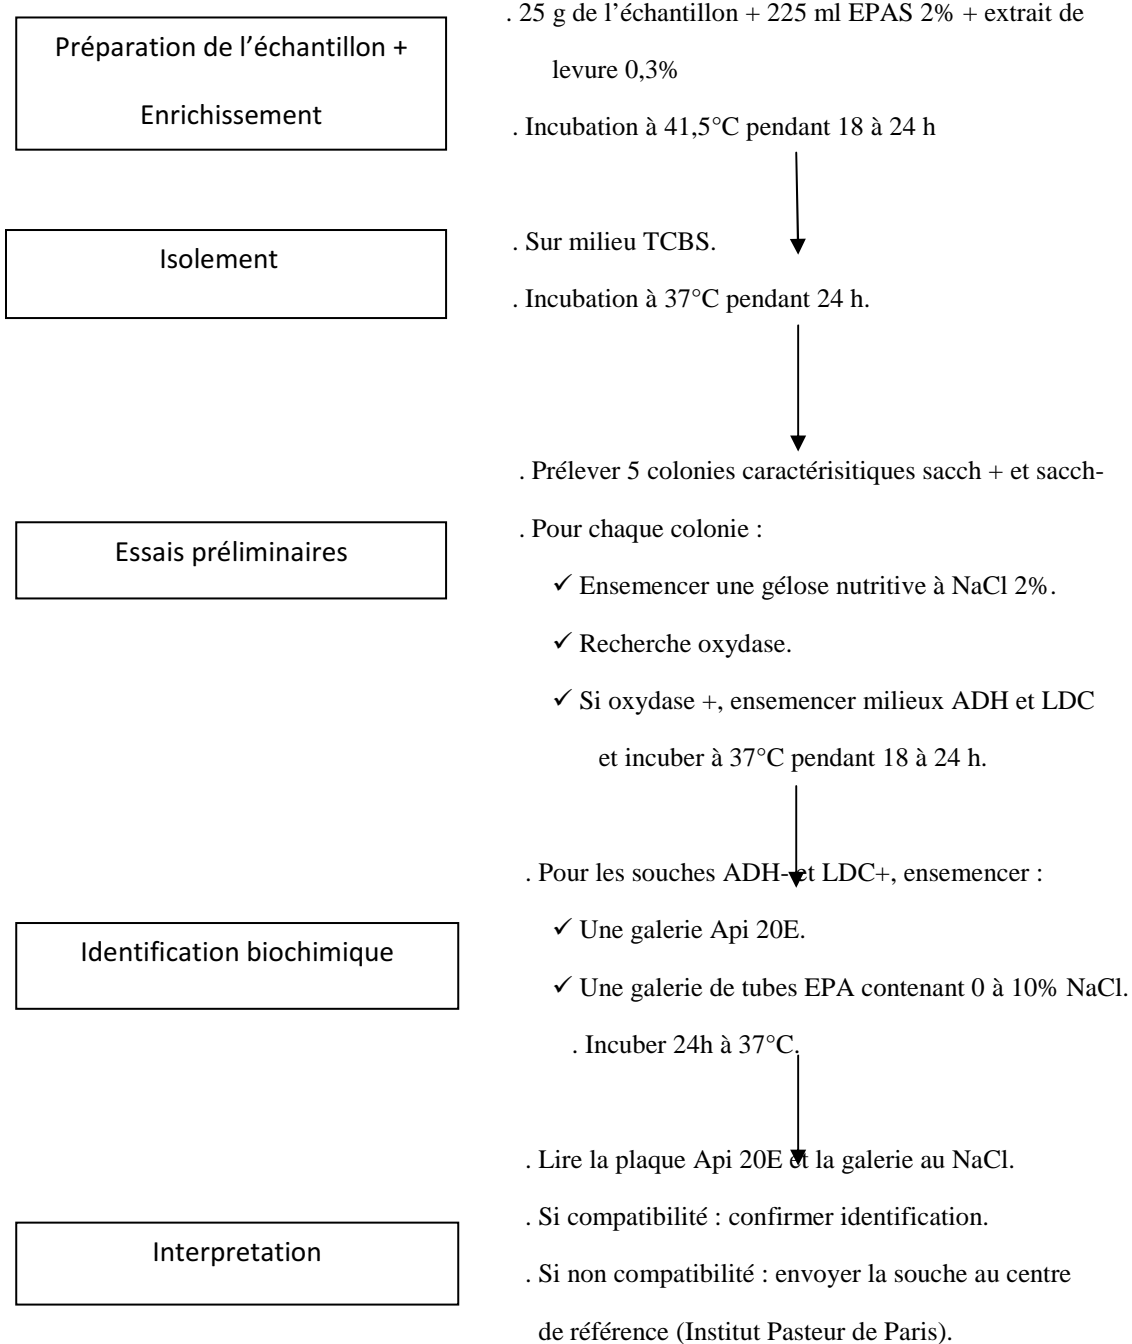 . 25 g de l’échantillon + 225 ml EPAS 2% + extrait de
levure 0,3%
Préparation de l’échantillon +
Enrichissement
. Incubation à 41,5°C pendant 18 à 24 h
Isolement
. Sur milieu TCBS.
. Incubation à 37°C pendant 24 h.
. Prélever 5 colonies caractérisitiques sacch + et sacch-
Essais préliminaires
. Pour chaque colonie :
✓ Ensemencer une gélose nutritive à NaCl 2%.
✓ Recherche oxydase.
✓ Si oxydase +, ensemencer milieux ADH et LDC
et incuber à 37°C pendant 18 à 24 h.
. Pour les souches ADH- et LDC+, ensemencer :
Identification biochimique
✓ Une galerie Api 20E.
✓ Une galerie de tubes EPA contenant 0 à 10% NaCl.
. Incuber 24h à 37°C.
. Lire la plaque Api 20E et la galerie au NaCl.
. Si compatibilité : confirmer identification.
Interpretation
. Si non compatibilité : envoyer la souche au centre
de référence (Institut Pasteur de Paris).